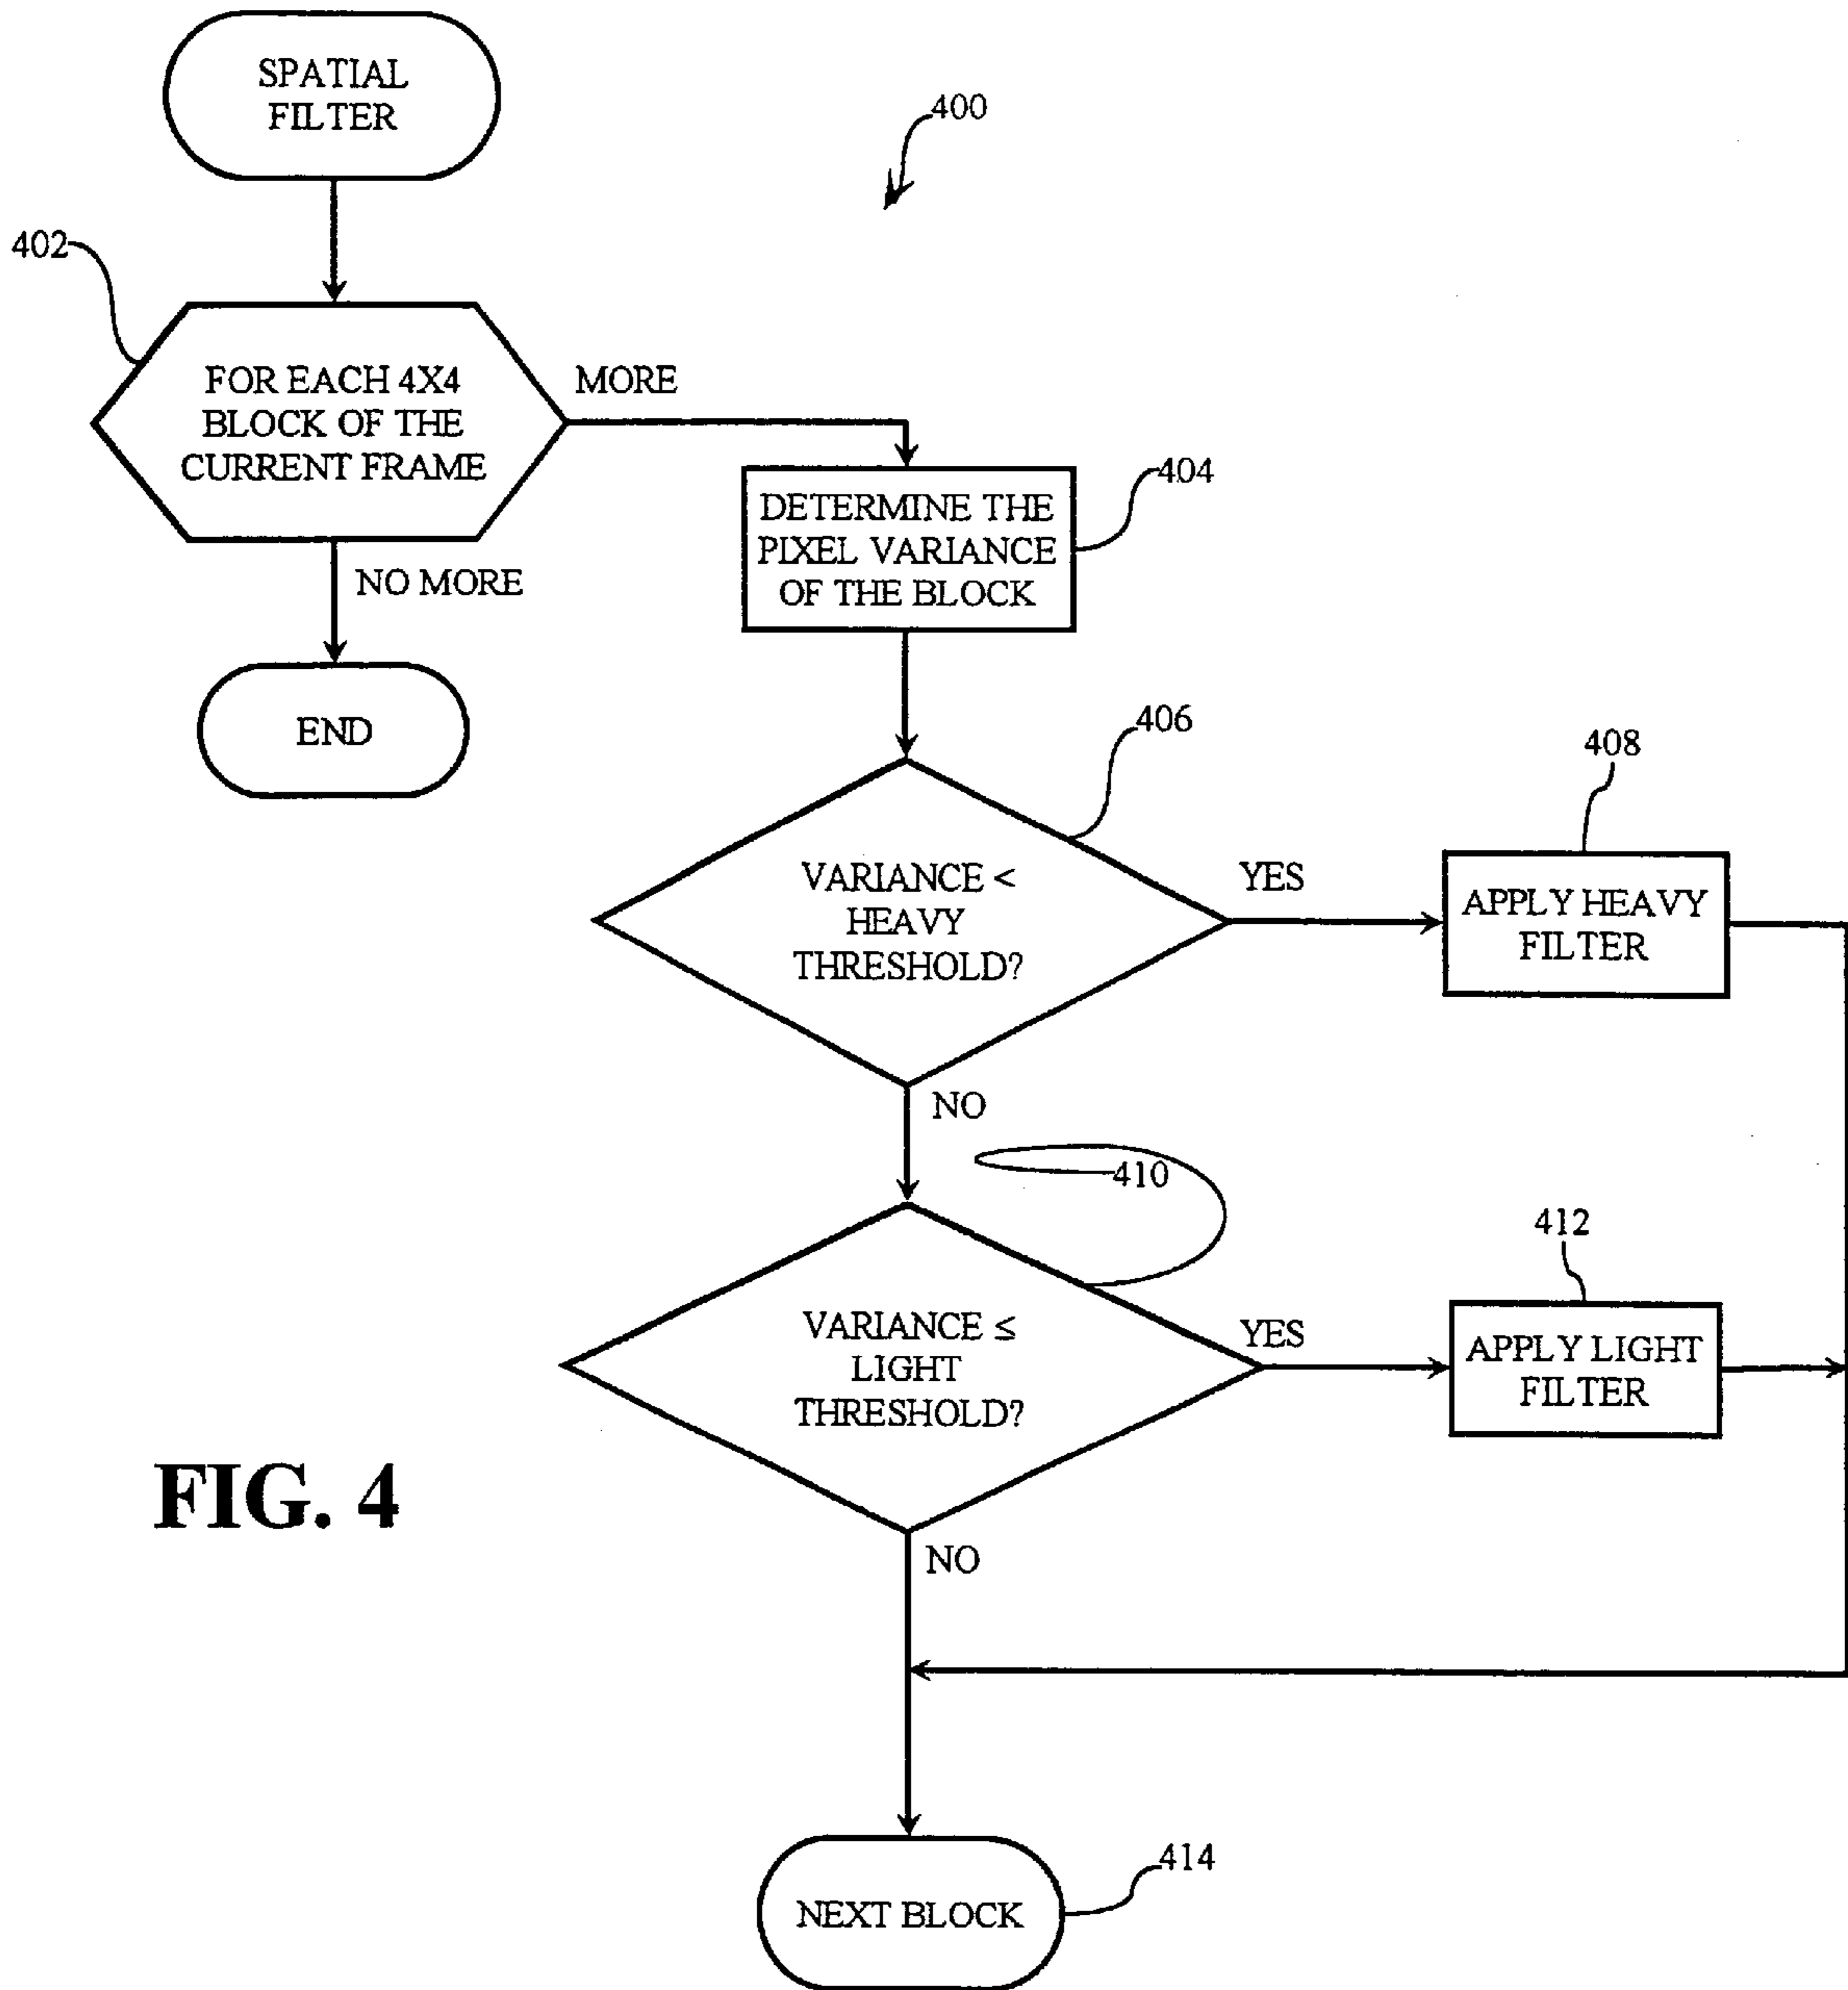 SPATIAL
FILTER
400
402
FOR EACH 4X4
BLOCK OF THE
CURRENT FRAME
MORE
NO MORE
END
404
DETERMINE THE
PIXEL VARIANCE
OF THE BLOCK
406
VARIANCE <
HEAVY
THRESHOLD?
YES
408
APPLY HEAVY
FILTER
NO
410
VARIANCE ≤
LIGHT
THRESHOLD?
YES
412
APPLY LIGHT
FILTER
NO
FIG. 4
414
NEXT BLOCK